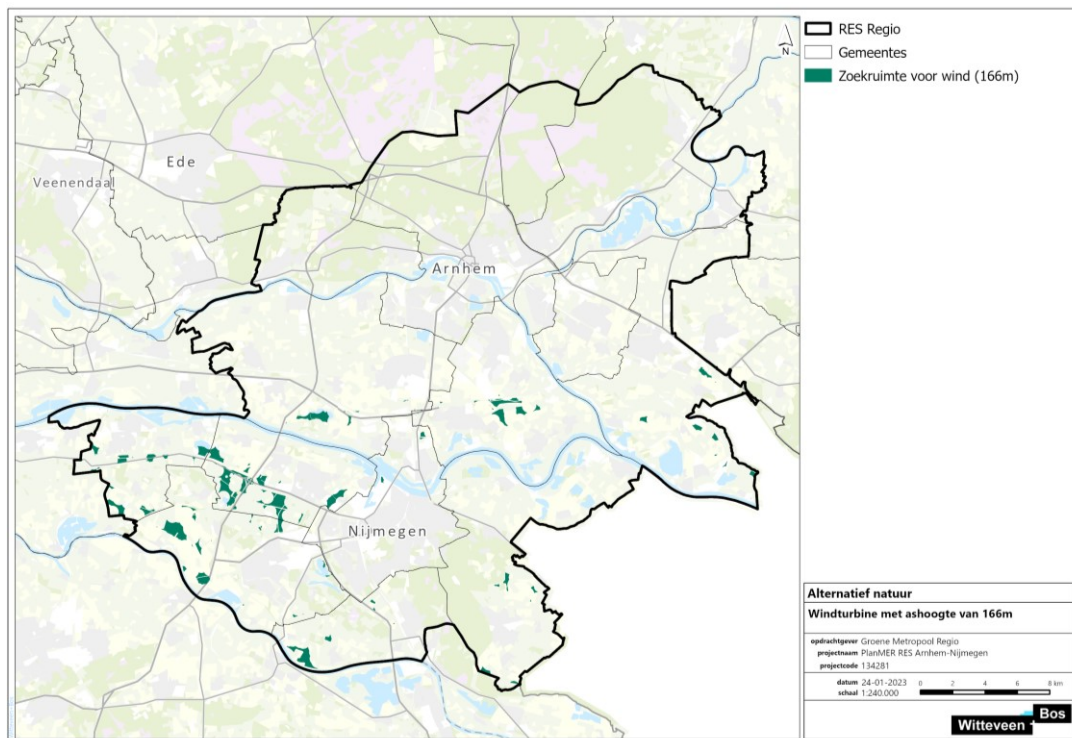 Ede
Veenendaal
Arnhem
Nijmegen
N
RES Regio
Gemeentes
Zoekruimte voor wind (166m)
Alternatief natuur
Windturbine met ashoogte van 166m
opdrachtgever Groene Metropool Regio
projectnaam PlanMER RES Arnhem-Nijmegen
projectcode 134281
datum 24-01-2023
schaal 1:240.000
0 2 4 6 8 km
Witteveen + Bos